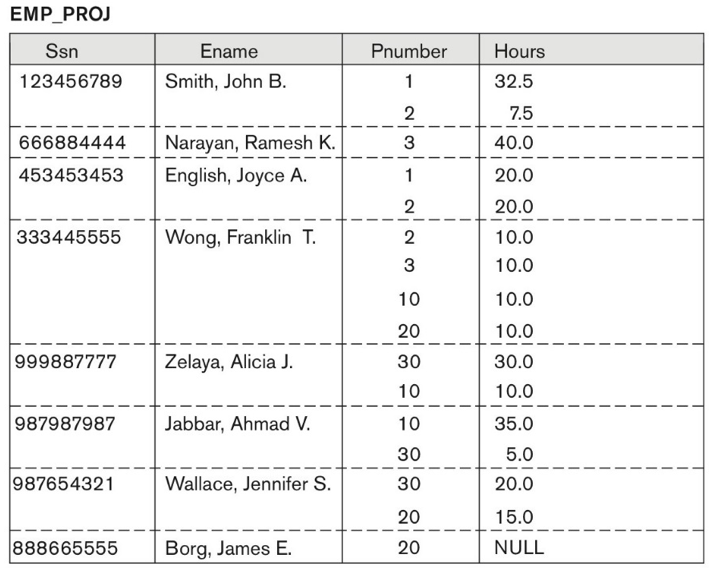 EMP_PROJ
Ssn Ename Pnumber Hours
123456789 Smith, John B. 1 32.5
2 7.5
666884444 Narayan, Ramesh K. 3 40.0
453453453 English, Joyce A. 1 20.0
2 20.0
333445555 Wong, Franklin T. 2 10.0
3 10.0
10 10.0
20 10.0
999887777 Zelaya, Alicia J. 30 30.0
10 10.0
987987987 Jabbar, Ahmad V. 10 35.0
30 5.0
987654321 Wallace, Jennifer S. 30 20.0
20 15.0
888665555 Borg, James E. 20 NULL